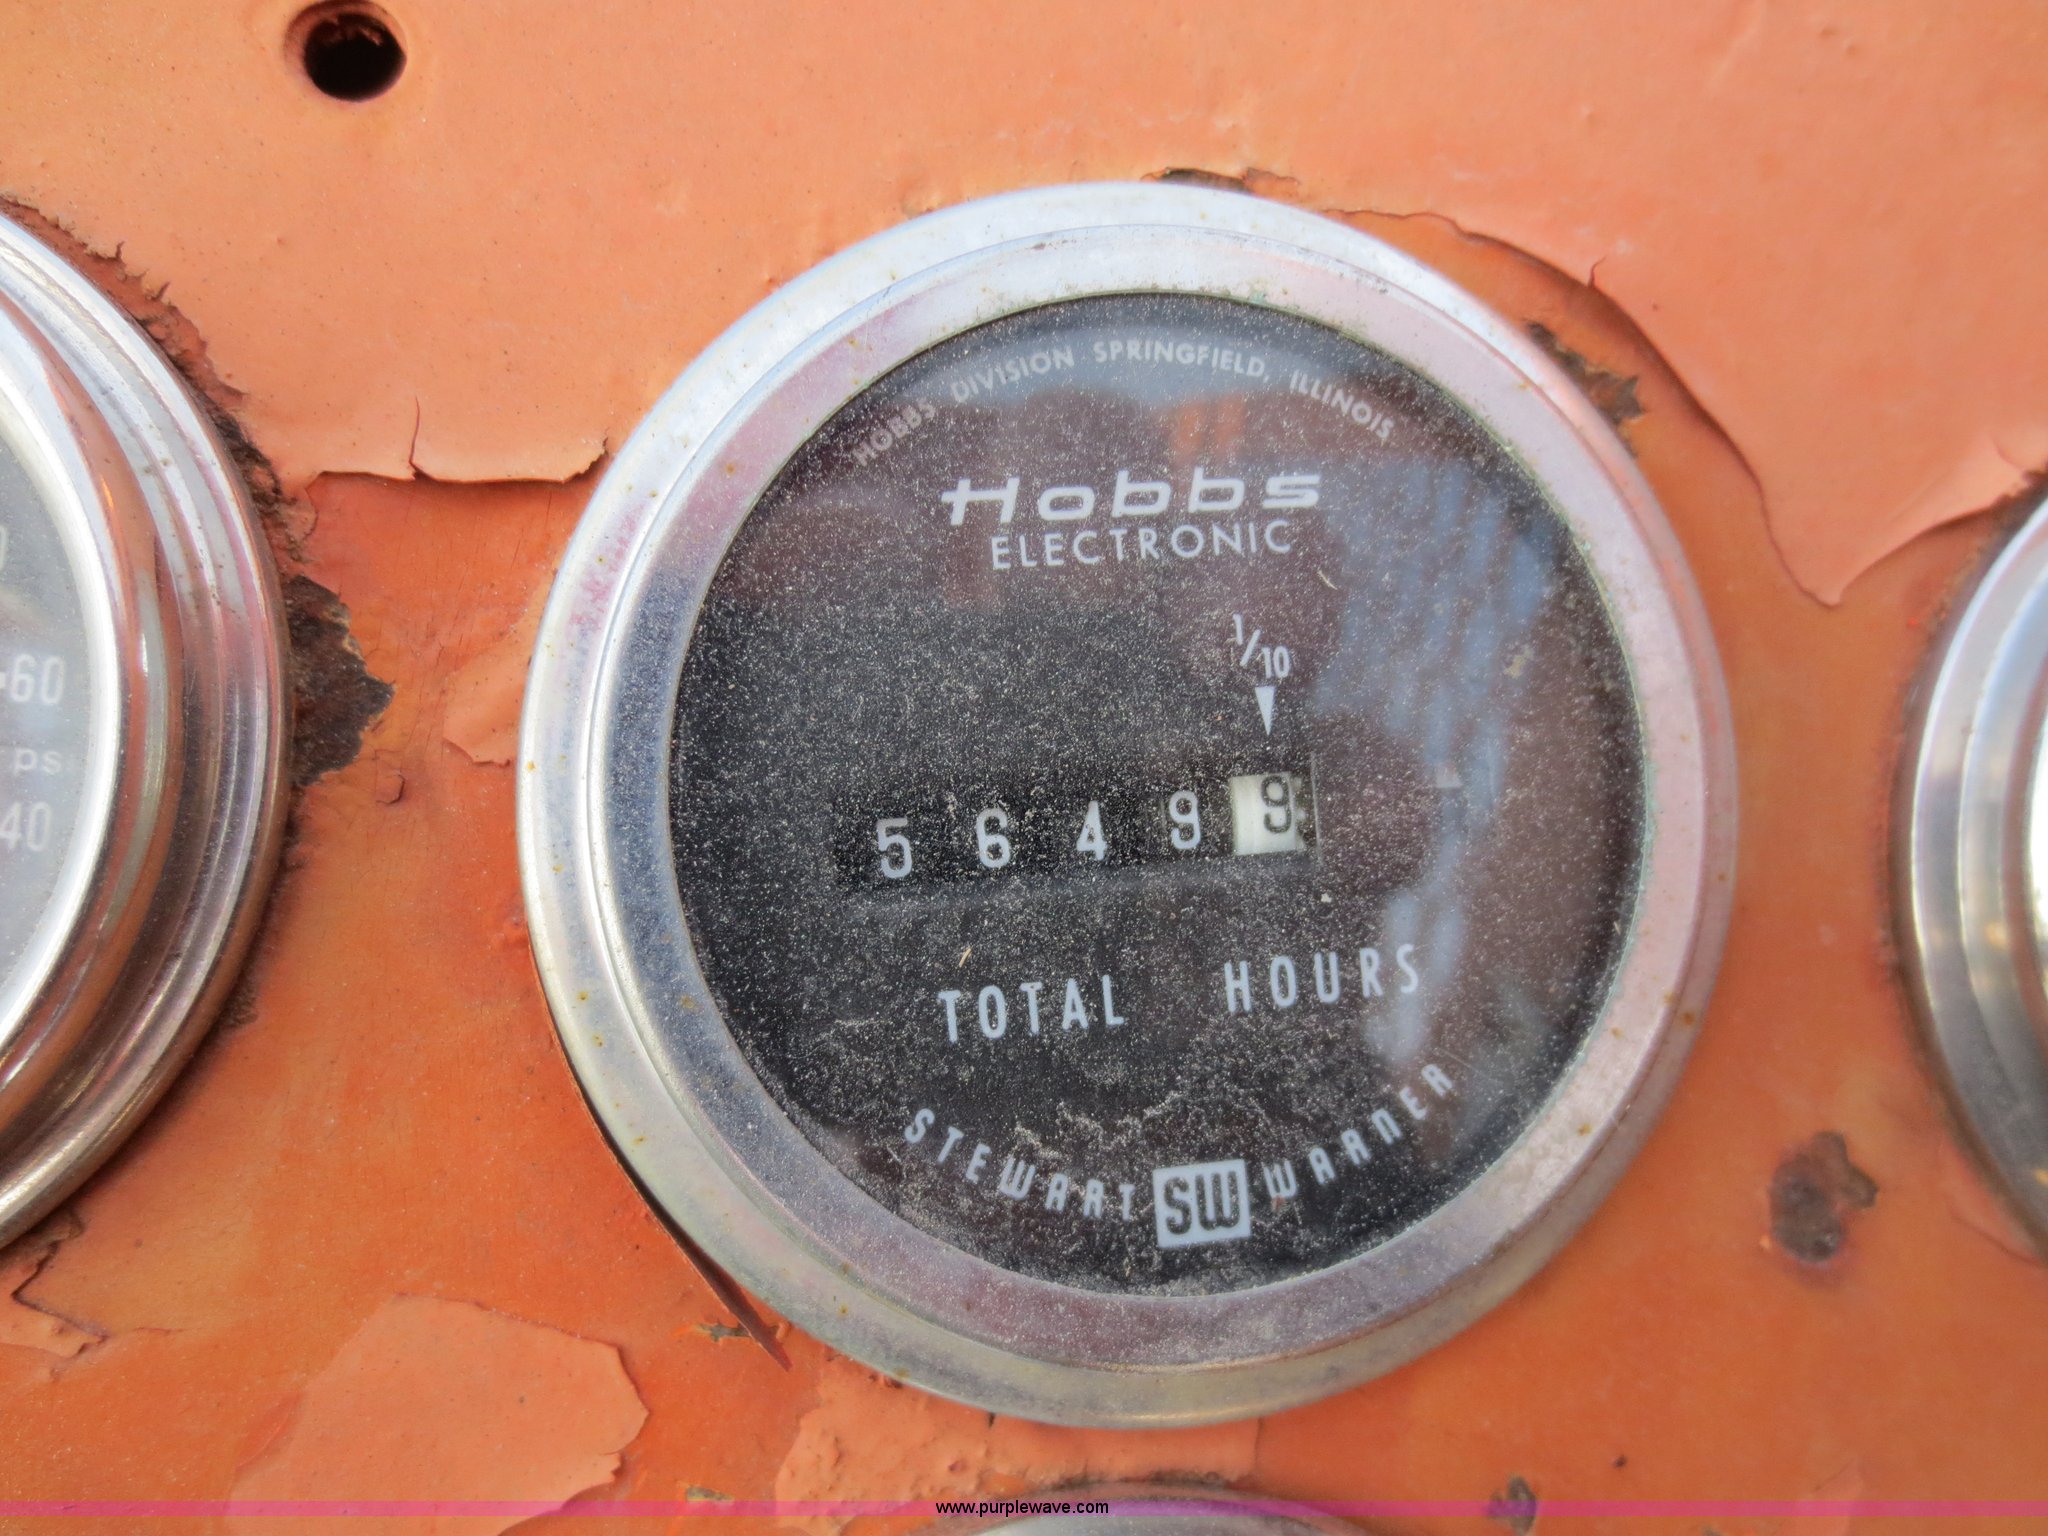 HOBBS DIVISION SPRINGFIELD, ILLINOIS
Hobbs
ELECTRONIC
1/10
5 6 4 9 9
TOTAL HOURS
STEWART SW WARNER
60
40
www.purplewave.com